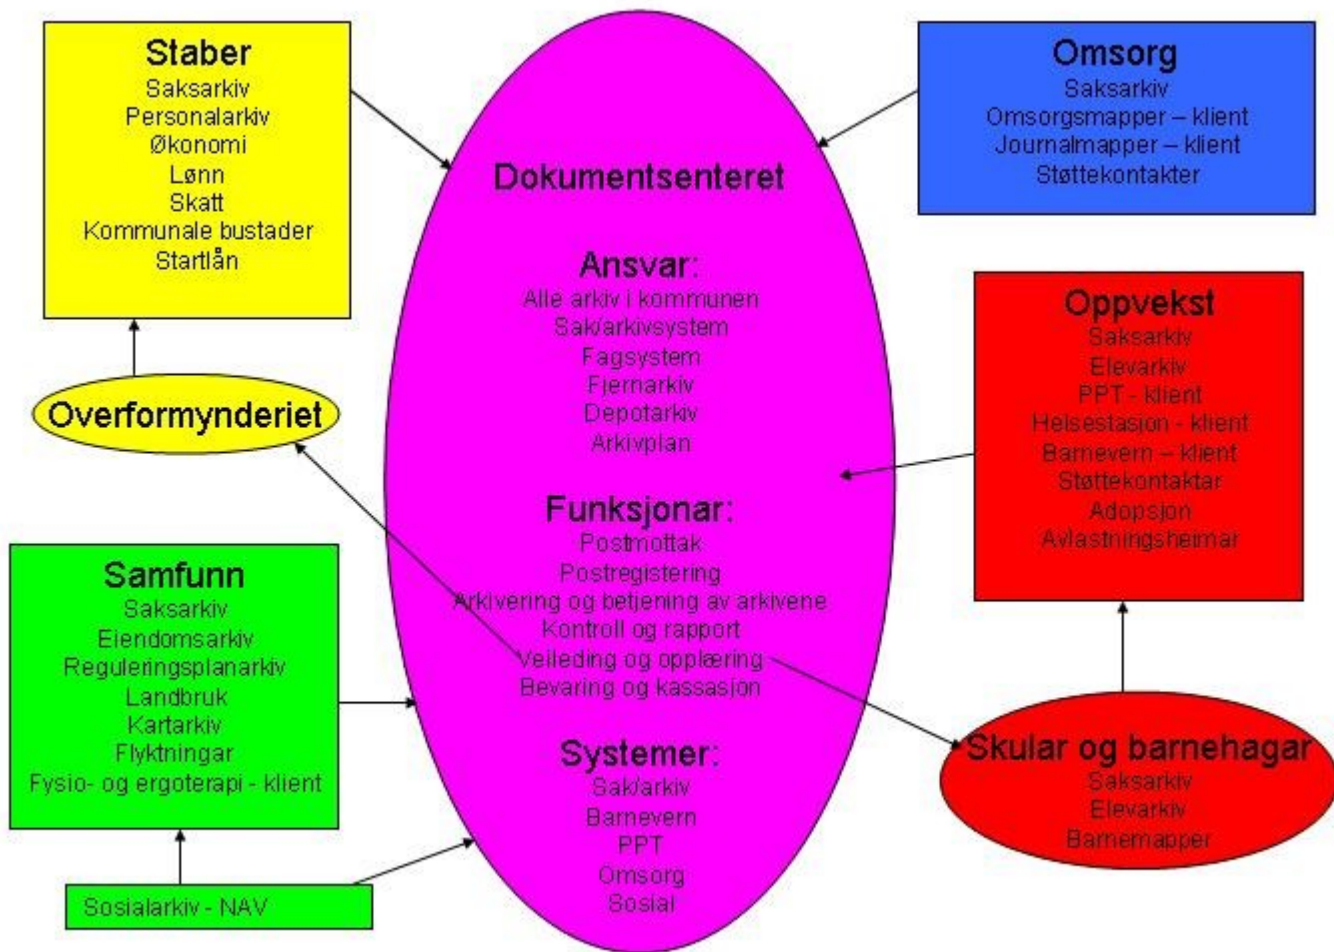 Staber
Saksarkiv
Personalarkiv
Økonomi
Lønn
Skatt
Kommunale bustader
Startlån
Overformynderiet
Samfunn
Saksarkiv
Eiendomsarkiv
Reguleringsplanarkiv
Landbruk
Kartarkiv
Flyktningar
Fysio- og ergoterapi - klient
Sosialarkiv - NAV
Dokumentsenteret
Ansvar:
Alle arkiv i kommunen
Sak/arkivsystem
Fagsystem
Fjernarkiv
Depotarkiv
Arkivplan
Funksjonar:
Postmottak
Postregistering
Arkivering og betjening av arkivene
Kontroll og rapport
Veileding og opplæring
Bevaring og kassasjon
Systemer:
Sak/arkiv
Barnevern
PPT
Omsorg
Sosial
Omsorg
Saksarkiv
Omsorgsmapper – klient
Journalmapper – klient
Støttekontakter
Oppvekst
Saksarkiv
Elevarkiv
PPT - klient
Helsestasjon - klient
Barnevern – klient
Støttekontaktar
Adopsjon
Avlastningsheimar
Skular og barnehagar
Saksarkiv
Elevarkiv
Barnemapper